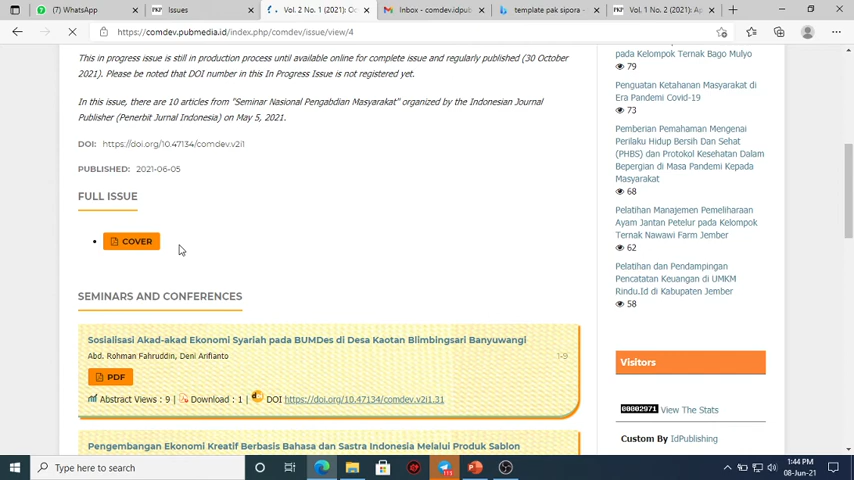 (7) WhatsApp
PKP
Issues
Vol. 2 No. 1 (2021): Oc
Inbox - comdev.ipdpubl
template pak sipora -
PKP
Vol. 1 No. 2 (2021): Ap
https://comdev.pubmedia.id/index.php/comdev/issue/view/4
This in progress issue is still in production process until available online for complete issue and regularly published (30 October
2021). Please be noted that DOI number in this In Progress Issue is not registered yet.
In this issue, there are 10 articles from "Seminar Nasional Pengabdian Masyarakat" organized by the Indonesian Journal
Publisher (Penerbit Jurnal Indonesia) on May 5, 2021.
DOI: https://doi.org/10.47134/comdev.v2i1
PUBLISHED: 2021-06-05
FULL ISSUE
COVER
SEMINARS AND CONFERENCES
Sosialisasi Akad-akad Ekonomi Syariah pada BUMDes di Desa Kaotan Blimbingsari Banyuwangi
Abd. Rohman Fahruddin, Deni Arifianto
1-9
PDF
Abstract Views : 9 | Download : 1 | DOI https://doi.org/10.47134/comdev.v2i1.31
Pengembangan Ekonomi Kreatif Berbasis Bahasa dan Sastra Indonesia Melalui Produk Sablon
pada Kelompok Ternak Bago Mulyo
79
Penguatan Ketahanan Masyarakat di
Era Pandemi Covid-19
73
Pemberian Pemahaman Mengenai
Perilaku Hidup Bersih Dan Sehat
(PHBS) dan Protokol Kesehatan Dalam
Bepergian di Masa Pandemi Kepada
Masyarakat
68
Pelatihan Manajemen Pemeliharaan
Ayam Jantan Petelur pada Kelompok
Ternak Nawawi Farm Jember
62
Pelatihan dan Pendampingan
Pencatatan Keuangan di UMKM
Rindu.Id di Kabupaten Jember
58
Visitors
00002971 View The Stats
Custom By IdPublishing
Type here to search
111
1:44 PM
08-Jun-21